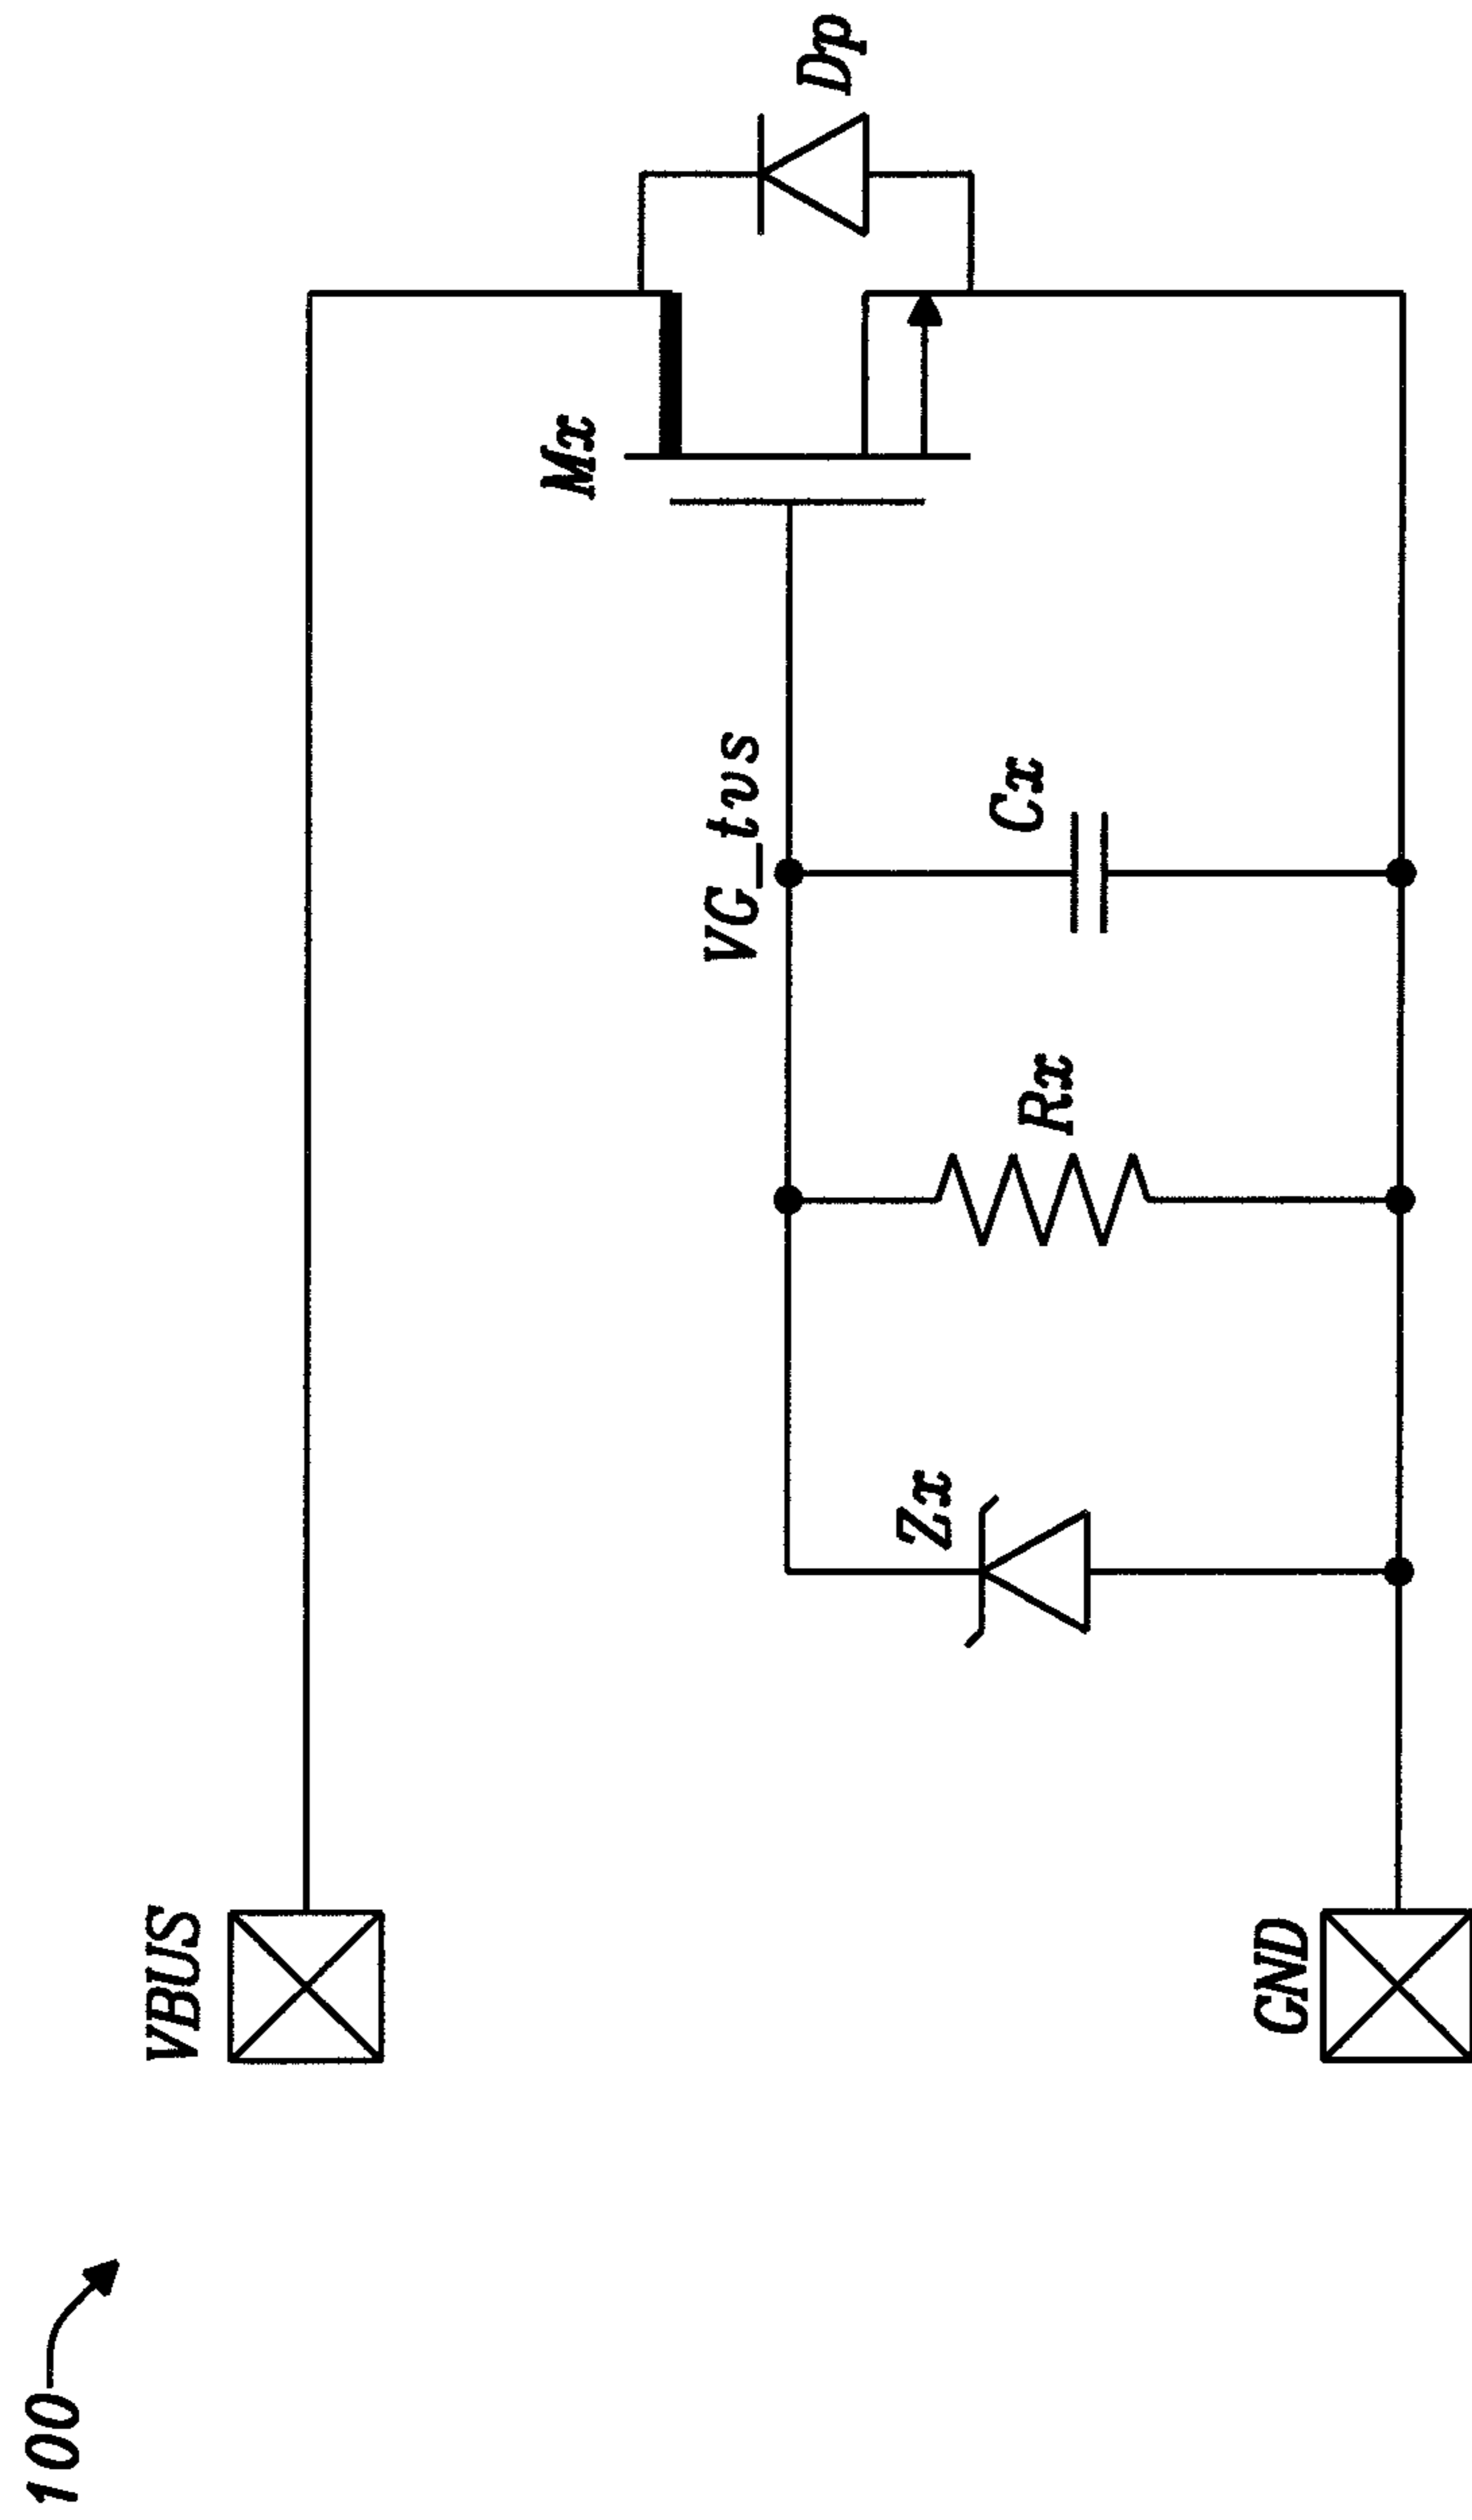 100
VBUS
GND
Zx
Rx
VG_tvs
Cx
Mx
Dp